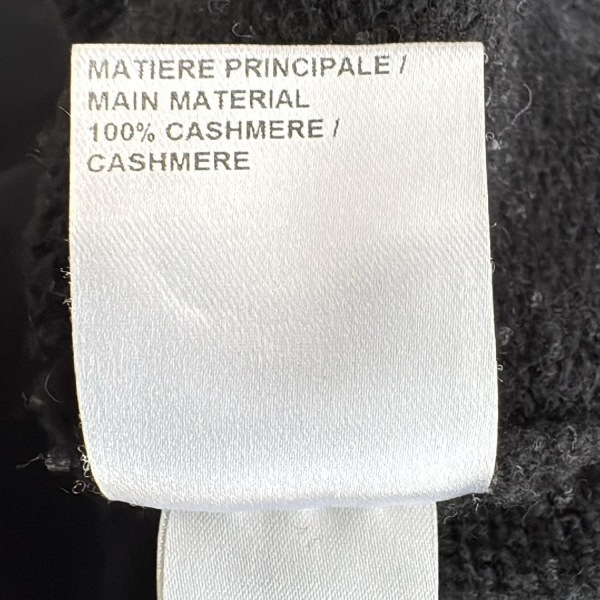 MATIERE PRINCIPALE /
MAIN MATERIAL
100% CASHMERE /
CASHMERE